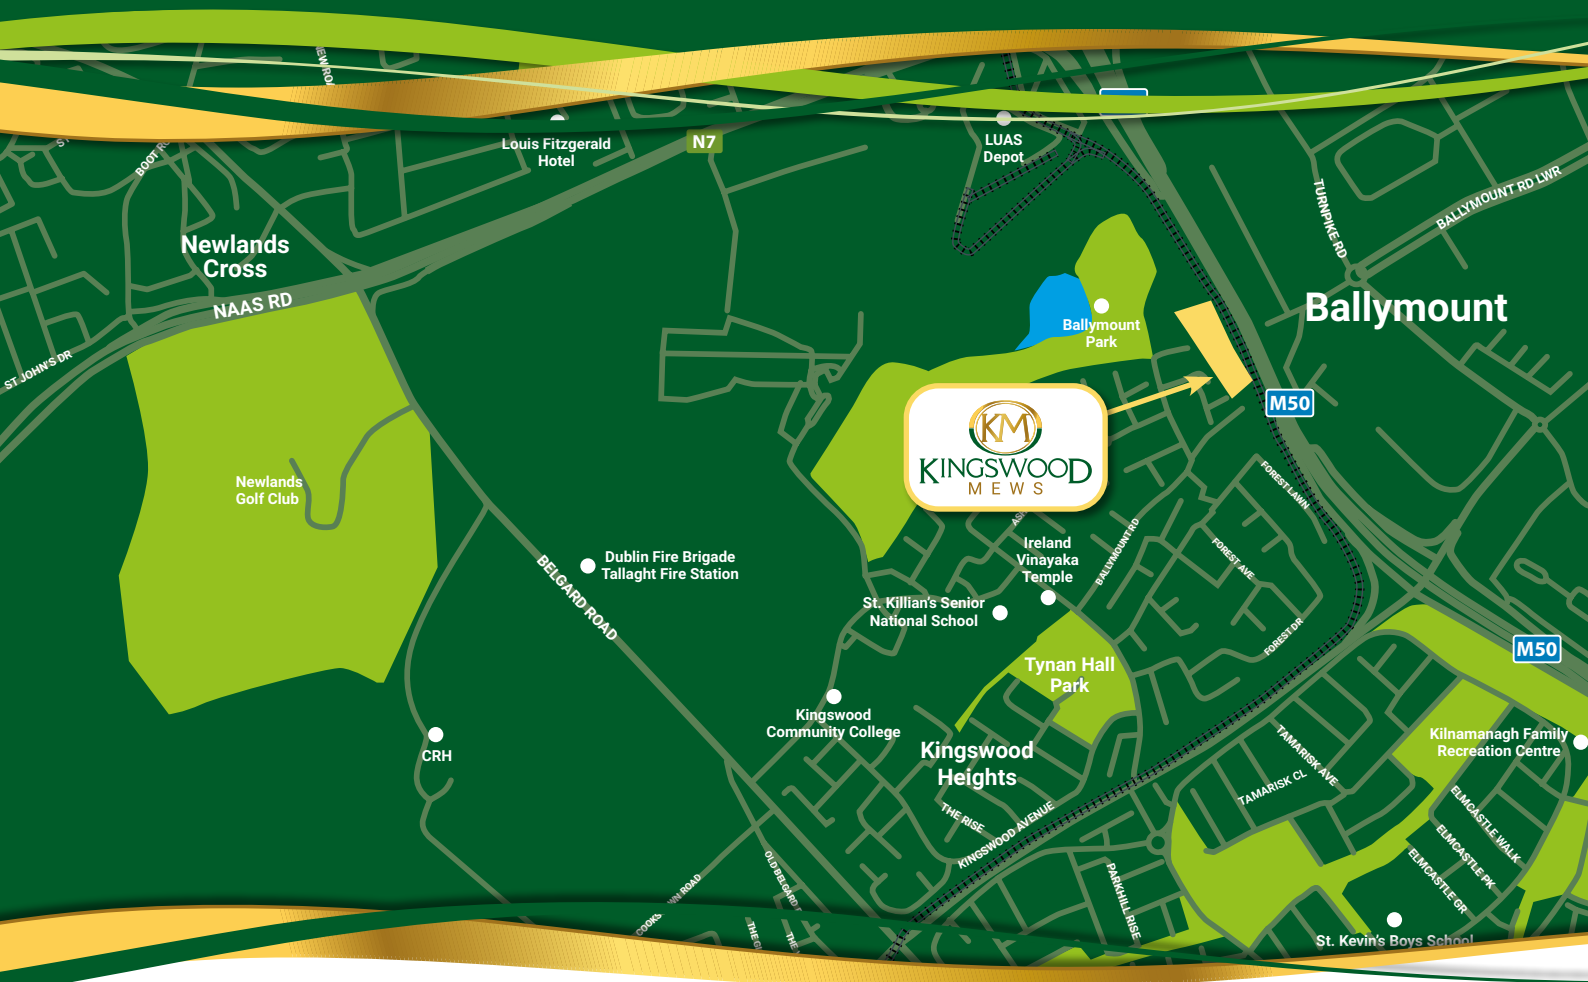 Louis Fitzgerald
Hotel
N7
LUAS
Depot
TURNPIKE RD
BALLYMOUNT RD LWR
Newlands
Cross
NAAS RD
ST JOHN'S DR
Ballymount
Ballymount
Park
M50
KM
KINGSWOOD
MEWS
Newlands
Golf Club
FOREST LAWN
Dublin Fire Brigade
Tallaght Fire Station
BELGARD ROAD
Ireland
Vinayaka
Temple
BALLYMOUNT RD
FOREST AVE
St. Killian's Senior
National School
FOREST DR
M50
Tynan Hall
Park
Kingswood
Community College
CRH
Kingswood
Heights
Kilnamanagh Family
Recreation Centre
TAMARISK AVE
TAMARISK CL
THE RISE
KINGSWOOD AVENUE
ELMCASTLE WALK
ELMCASTLE PK
ELMCASTLE GR
PARKHILL RISE
OLD BELGARD
ROAD
THE
THE
St. Kevin's Boys School